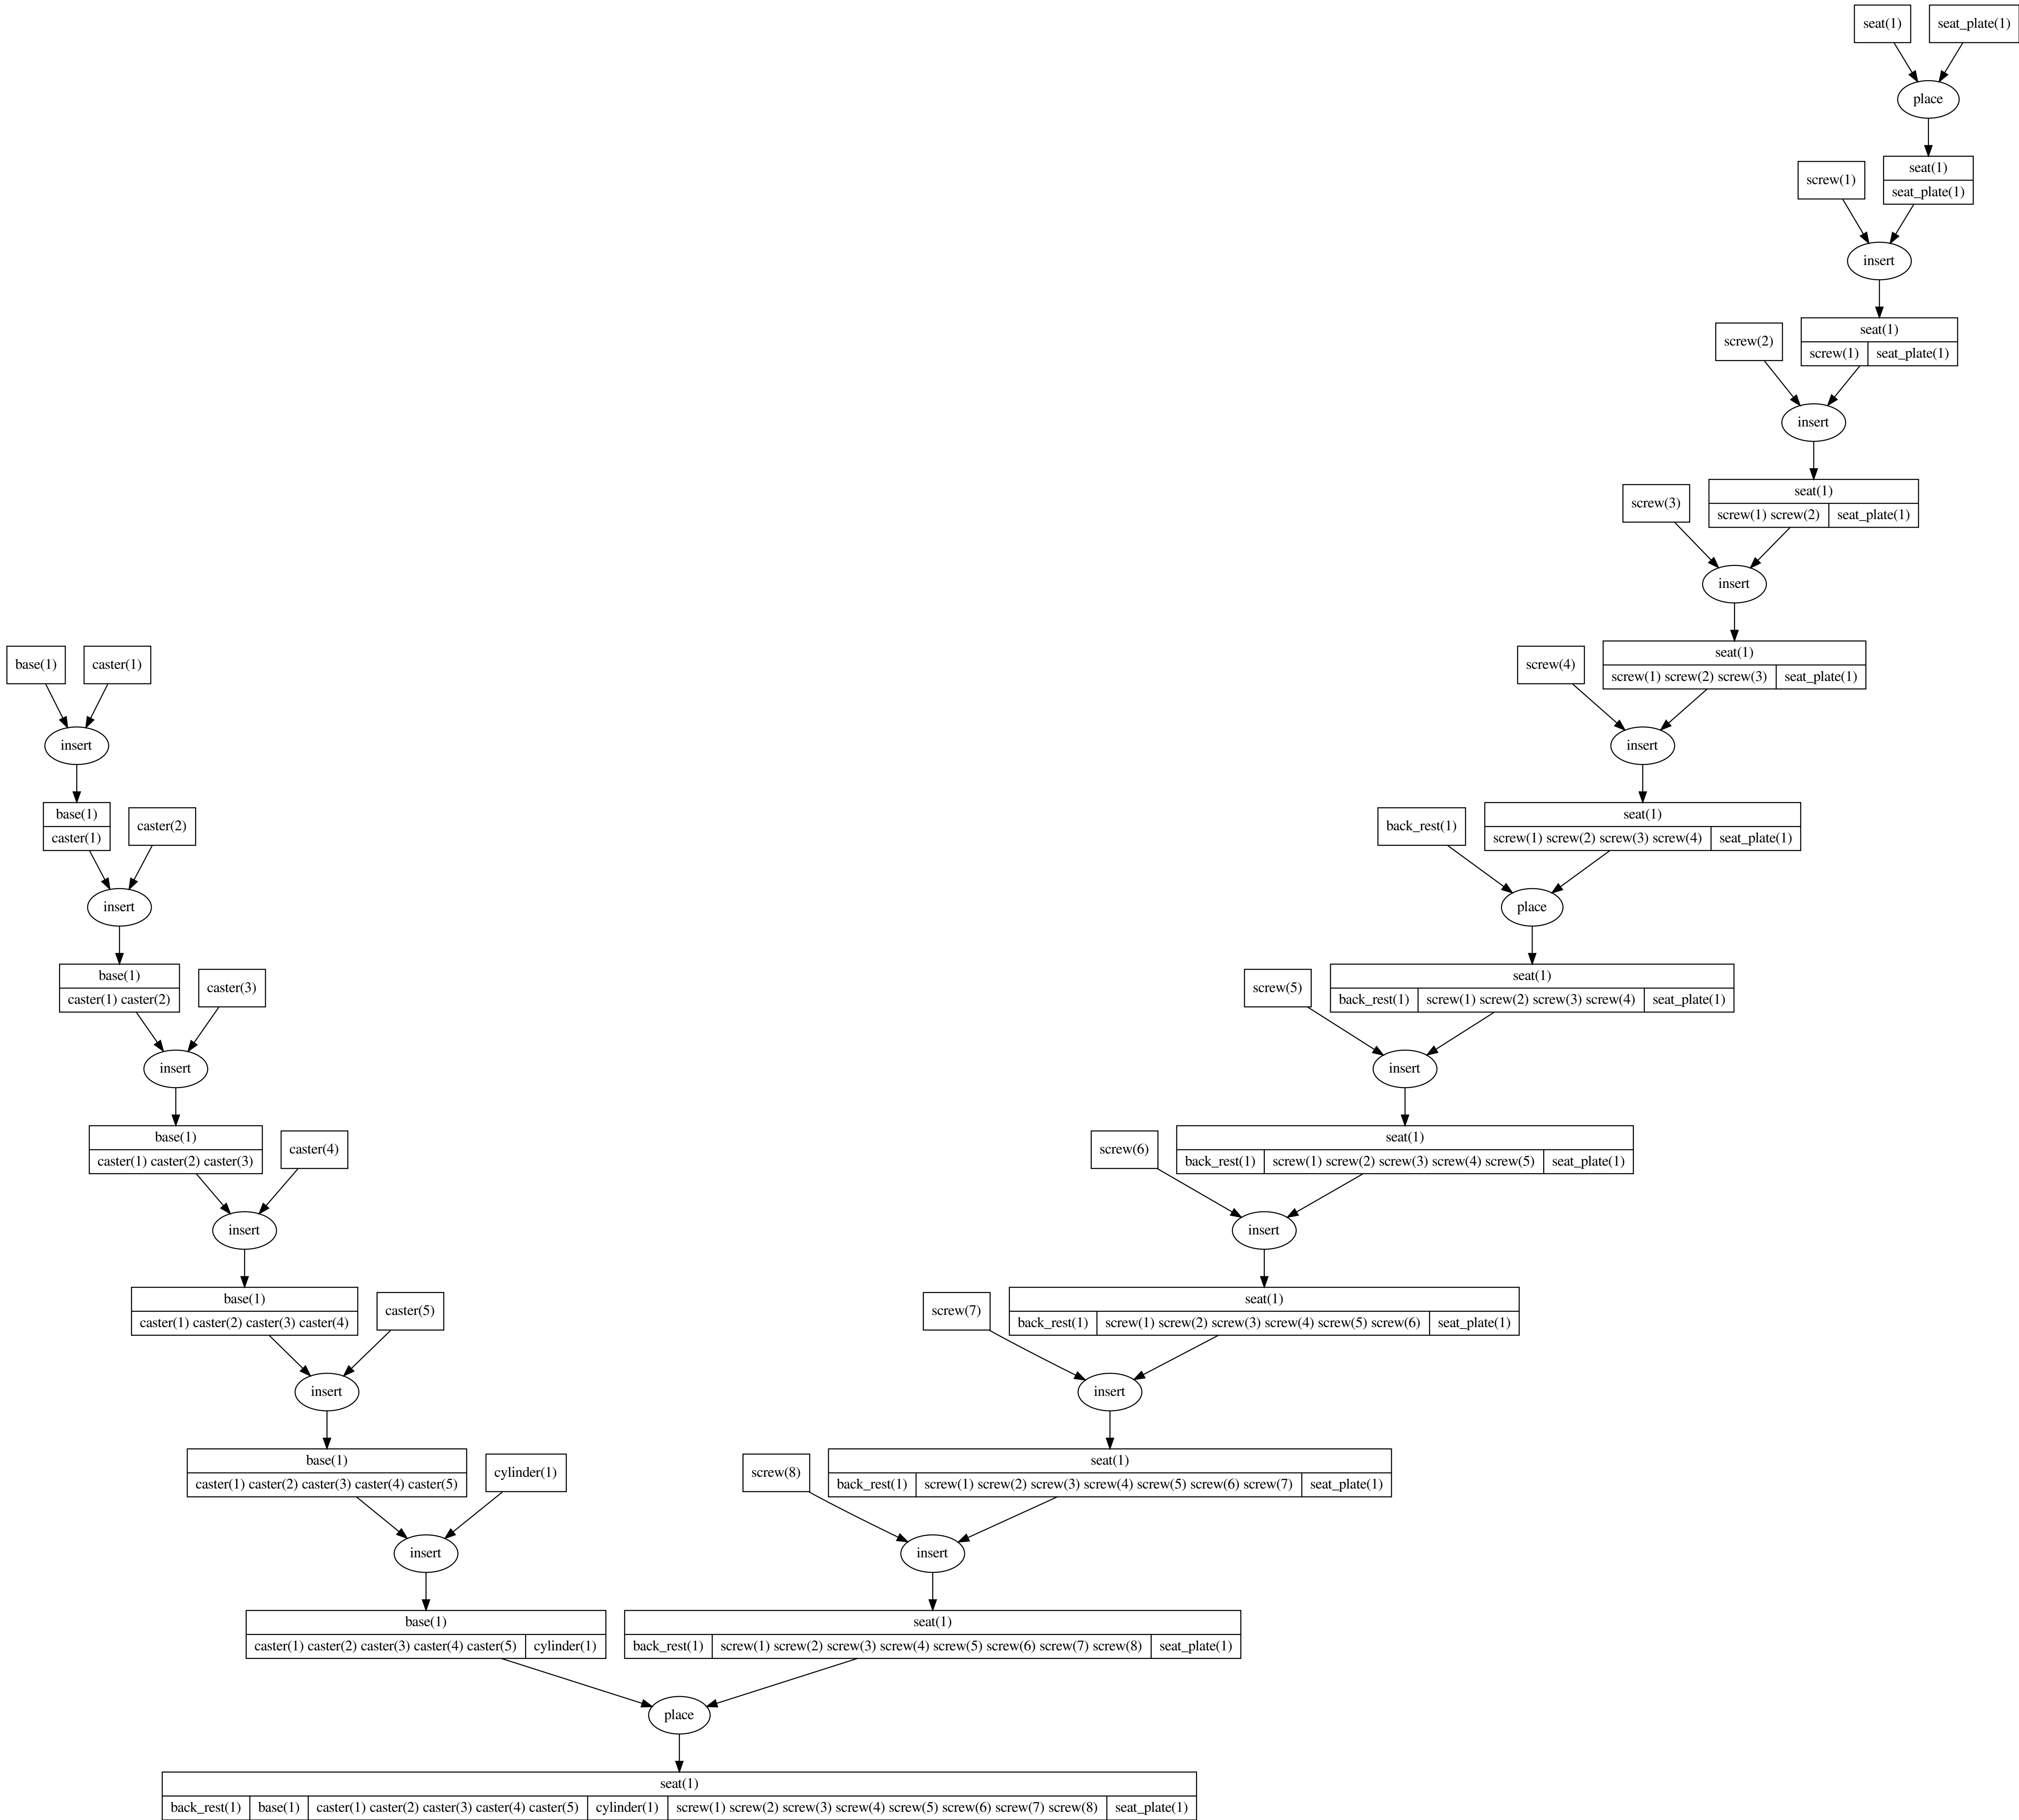 seat(1) seat_plate(1)
place
screw(1) seat(1)
seat_plate(1)
insert
screw(2) seat(1)
screw(1) seat_plate(1)
insert
screw(3) seat(1)
screw(1) screw(2) seat_plate(1)
insert
base(1) caster(1) screw(4) seat(1)
screw(1) screw(2) screw(3) seat_plate(1)
insert insert
base(1) caster(2) back_rest(1) seat(1)
caster(1) screw(1) screw(2) screw(3) screw(4) seat_plate(1)
insert place
base(1) caster(3) screw(5) seat(1)
caster(1) caster(2) back_rest(1) screw(1) screw(2) screw(3) screw(4) seat_plate(1)
insert insert
base(1) caster(4) screw(6) seat(1)
caster(1) caster(2) caster(3) back_rest(1) screw(1) screw(2) screw(3) screw(4) screw(5) seat_plate(1)
insert insert
base(1) caster(5) screw(7) seat(1)
caster(1) caster(2) caster(3) caster(4) back_rest(1) screw(1) screw(2) screw(3) screw(4) screw(5) screw(6) seat_plate(1)
insert insert
base(1) cylinder(1) screw(8) seat(1)
caster(1) caster(2) caster(3) caster(4) caster(5) back_rest(1) screw(1) screw(2) screw(3) screw(4) screw(5) screw(6) screw(7) seat_plate(1)
insert insert
base(1) seat(1)
caster(1) caster(2) caster(3) caster(4) caster(5) cylinder(1) back_rest(1) screw(1) screw(2) screw(3) screw(4) screw(5) screw(6) screw(7) screw(8) seat_plate(1)
place
seat(1)
back_rest(1) base(1) caster(1) caster(2) caster(3) caster(4) caster(5) cylinder(1) screw(1) screw(2) screw(3) screw(4) screw(5) screw(6) screw(7) screw(8) seat_plate(1)